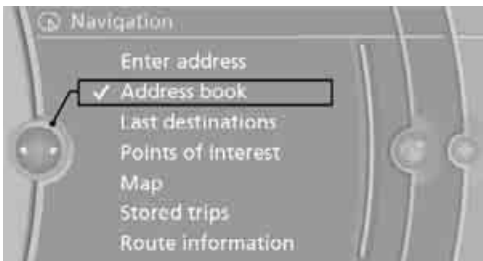 Navigation
Enter address
Address book
Last destinations
Points of Interest
Map
Stored trips
Route information